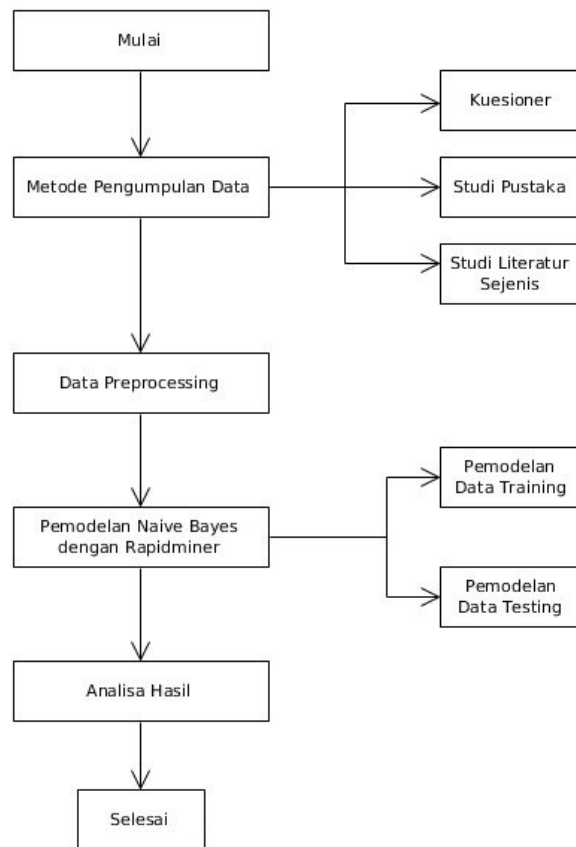 Mulai
Kuesioner
Metode Pengumpulan Data
Studi Pustaka
Studi Literatur
Sejenis
Data Preprocessing
Pemodelan
Data Training
Pemodelan Naive Bayes
dengan Rapidminer
Pemodelan
Data Testing
Analisa Hasil
Selesai